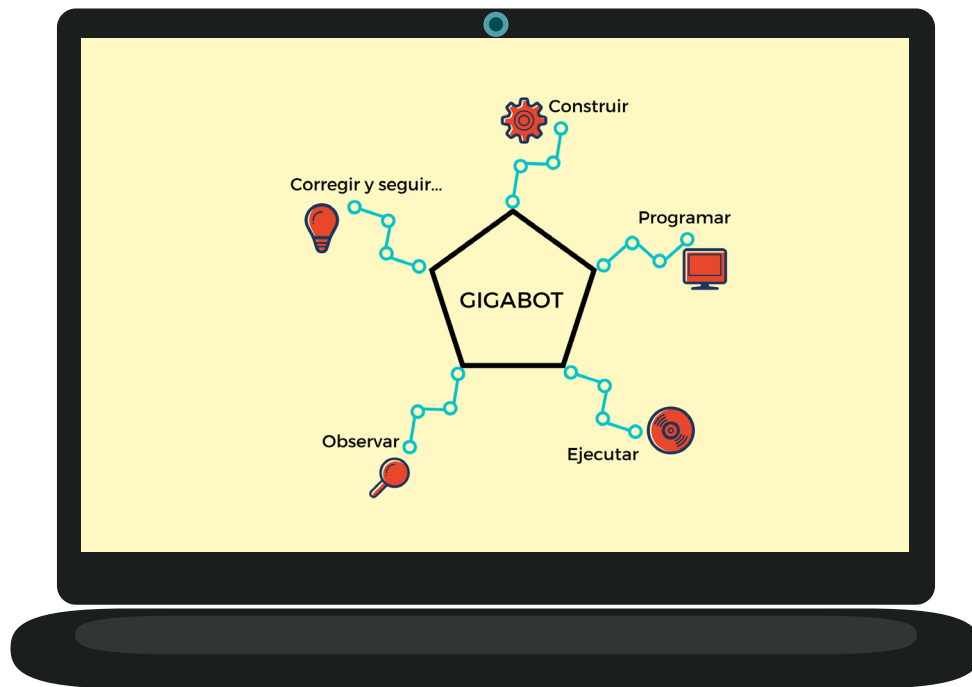 Construir
Corregir y seguir...
Programar
GIGABOT
Observar
Ejecutar